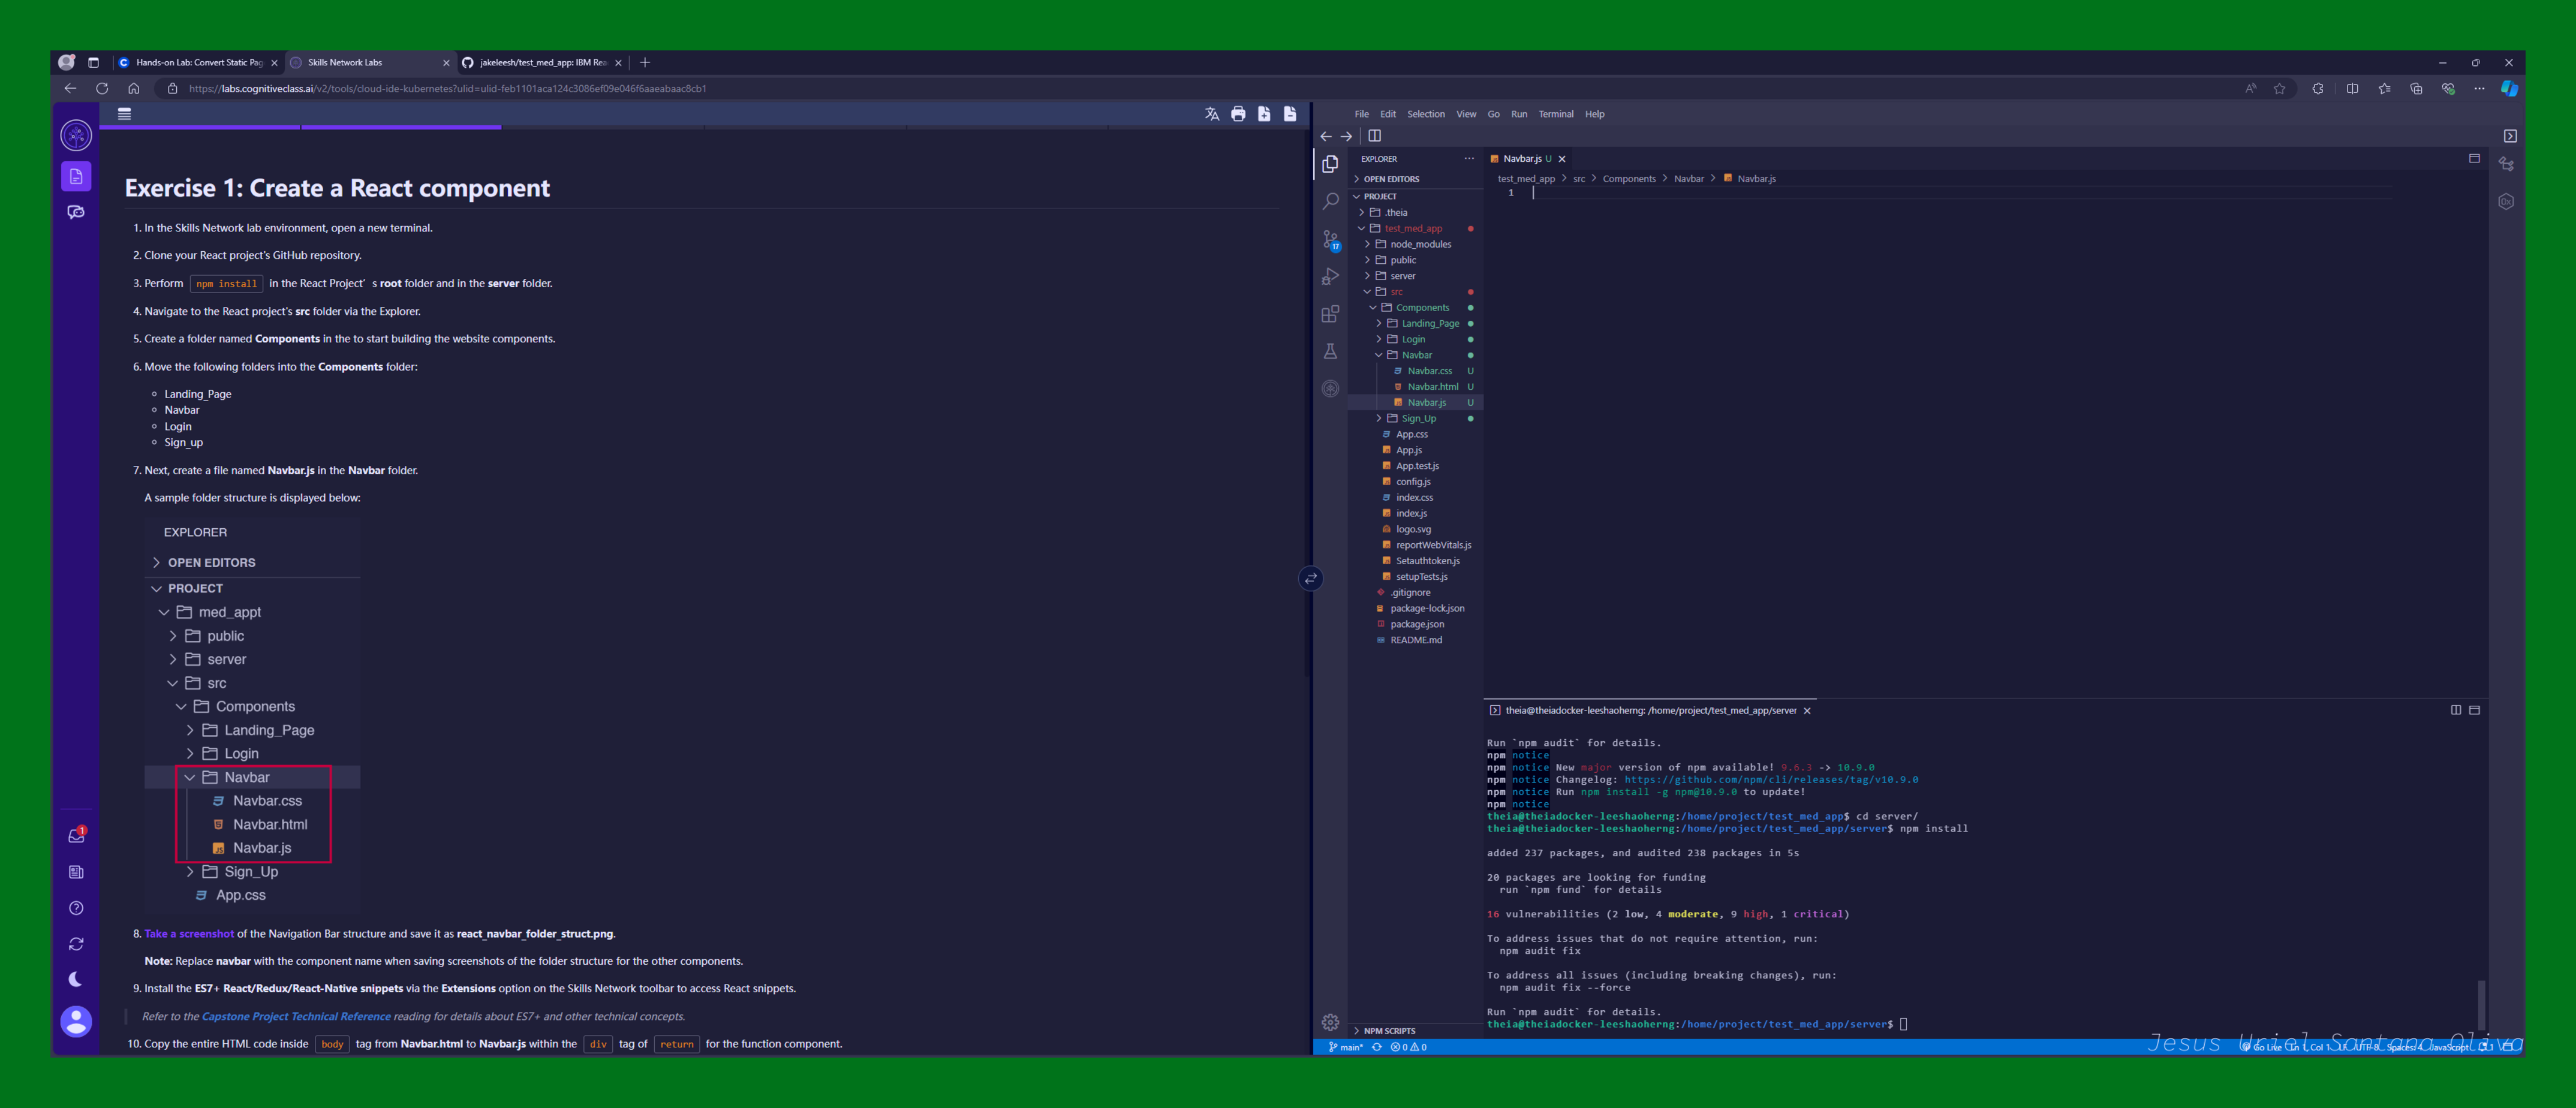 Hands-on Lab: Convert Static Pag
Skills Network Labs
jakeleesh/test_med_app: IBM Rea
https://labs.cognitiveclass.ai/v2/tools/cloud-ide-kubernetes?ulid=ulid-feb1101aca124c3086ef09e046f6aaeabaac8cb1
Exercise 1: Create a React component
1. In the Skills Network lab environment, open a new terminal.
2. Clone your React project's GitHub repository.
3. Perform npm install in the React Project' s root folder and in the server folder.
4. Navigate to the React project's src folder via the Explorer.
5. Create a folder named Components in the to start building the website components.
6. Move the following folders into the Components folder:
Landing_Page
Navbar
Login
Sign_up
7. Next, create a file named Navbar.js in the Navbar folder.
A sample folder structure is displayed below:
EXPLORER
OPEN EDITORS
PROJECT
med_appt
public
server
src
Components
Landing_Page
Login
Navbar
Navbar.css
Navbar.html
Navbar.js
Sign_Up
App.css
8. Take a screenshot of the Navigation Bar structure and save it as react_navbar_folder_struct.png.
Note: Replace navbar with the component name when saving screenshots of the folder structure for the other components.
9. Install the ES7+ React/Redux/React-Native snippets via the Extensions option on the Skills Network toolbar to access React snippets.
Refer to the Capstone Project Technical Reference reading for details about ES7+ and other technical concepts.
10. Copy the entire HTML code inside body tag from Navbar.html to Navbar.js within the div tag of return for the function component.
1
File Edit Selection View Go Run Terminal Help
17
EXPLORER
OPEN EDITORS
PROJECT
.theia
test_med_app
node_modules
public
server
src
Components
Landing_Page
Login
Navbar
Navbar.css U
Navbar.html U
Navbar.js U
Sign_Up
App.css
App.js
App.test.js
config.js
index.css
index.js
logo.svg
reportWebVitals.js
Setauthtoken.js
setupTests.js
.gitignore
package-lock.json
package.json
README.md
NPM SCRIPTS
Navbar.js U
test_med_app > src > Components > Navbar > Navbar.js
1
theia@theiadocker-leeshaoherng: /home/project/test_med_app/server
Run `npm audit` for details.
npm notice
npm notice New major version of npm available! 9.6.3 -> 10.9.0
npm notice Changelog: https://github.com/npm/cli/releases/tag/v10.9.0
npm notice Run npm install -g npm@10.9.0 to update!
npm notice
theia@theiadocker-leeshaoherng:/home/project/test_med_app$ cd server/
theia@theiadocker-leeshaoherng:/home/project/test_med_app/server$ npm install
added 237 packages, and audited 238 packages in 5s
20 packages are looking for funding
run `npm fund` for details
16 vulnerabilities (2 low, 4 moderate, 9 high, 1 critical)
To address issues that do not require attention, run:
npm audit fix
To address all issues (including breaking changes), run:
npm audit fix --force
Run `npm audit` for details.
theia@theiadocker-leeshaoherng:/home/project/test_med_app/server$
main* 0 0
Go Live Ln 1, Col 1 LF UTF-8 Spaces: 4 JavaScript 1
Jesus Uriel Santana Oliva